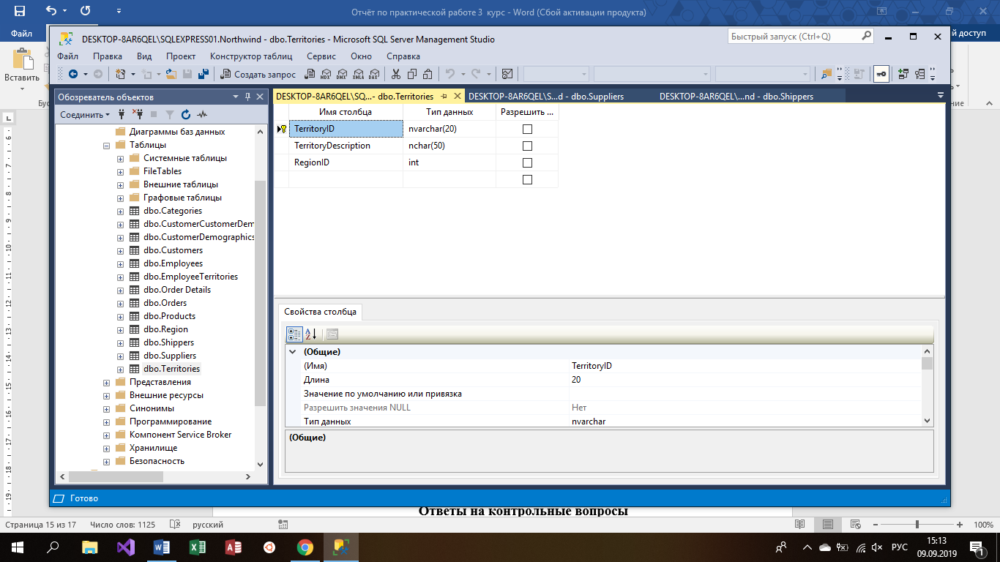 Отчёт по практической работе 3 курс - Word (Сбой активации продукта)
Файл
й доступ
Вставить
DESKTOP-8AR6QEL\SQLEXPRESS01.Northwind - dbo.Territories - Microsoft SQL Server Management Studio
Быстрый запуск (Ctrl+Q)
Файл Правка Вид Проект Конструктор таблиц Сервис Окно Справка
Создать запрос MDX DMX XMLA DAX
Обозреватель объектов
Соединить
Диаграммы баз данных
Таблицы
Системные таблицы
FileTables
Внешние таблицы
Графовые таблицы
dbo.Categories
dbo.CustomerCustomerDem
dbo.CustomerDemographics
dbo.Customers
dbo.Employees
dbo.EmployeeTerritories
dbo.Order Details
dbo.Orders
dbo.Products
dbo.Region
dbo.Shippers
dbo.Suppliers
dbo.Territories
Представления
Внешние ресурсы
Синонимы
Программирование
Компонент Service Broker
Хранилище
Безопасность
DESKTOP-8AR6QEL\SQ...- dbo.Territories DESKTOP-8AR6QEL\S...d - dbo.Suppliers DESKTOP-8AR6QEL\...nd - dbo.Shippers
Имя столбца Тип данных Разрешить ...
TerritoryID nvarchar(20)
TerritoryDescription nchar(50)
RegionID int
Свойства столбца
(Общие)
(Имя) TerritoryID
Длина 20
Значение по умолчанию или привязка
Разрешить значения NULL Нет
Тип данных nvarchar
(Общие)
Готово
Ответы на контрольные вопросы
Страница 15 из 17 Число слов: 1125 русский 100%
РУС 15:13
09.09.2019
1